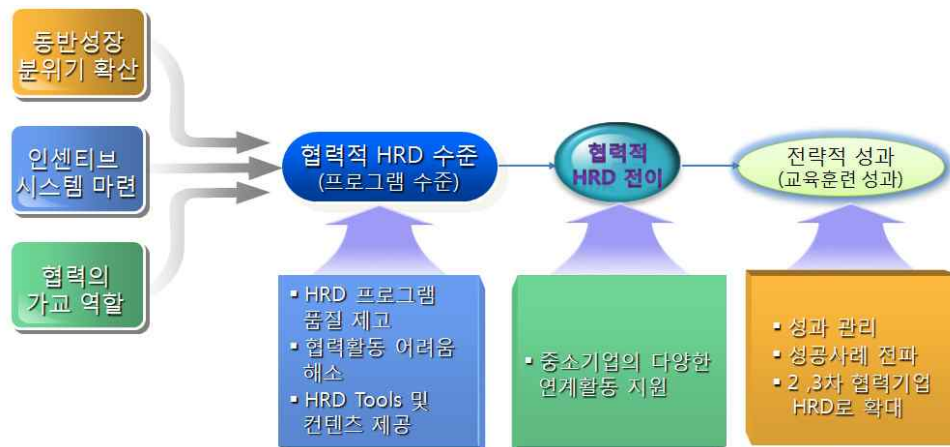 동반성장
분위기 확산
인센티브
시스템 마련
협력의
가교 역할
협력적 HRD 수준
(프로그램 수준)
협력적
HRD 전이
전략적 성과
(교육훈련 성과)
▪ HRD 프로그램
품질 제고
▪ 협력활동 어려움
해소
▪ HRD Tools 및
컨텐츠 제공
▪ 중소기업의 다양한
연계활동 지원
▪ 성과 관리
▪ 성공사례 전파
▪ 2 ,3차 협력기업
HRD로 확대